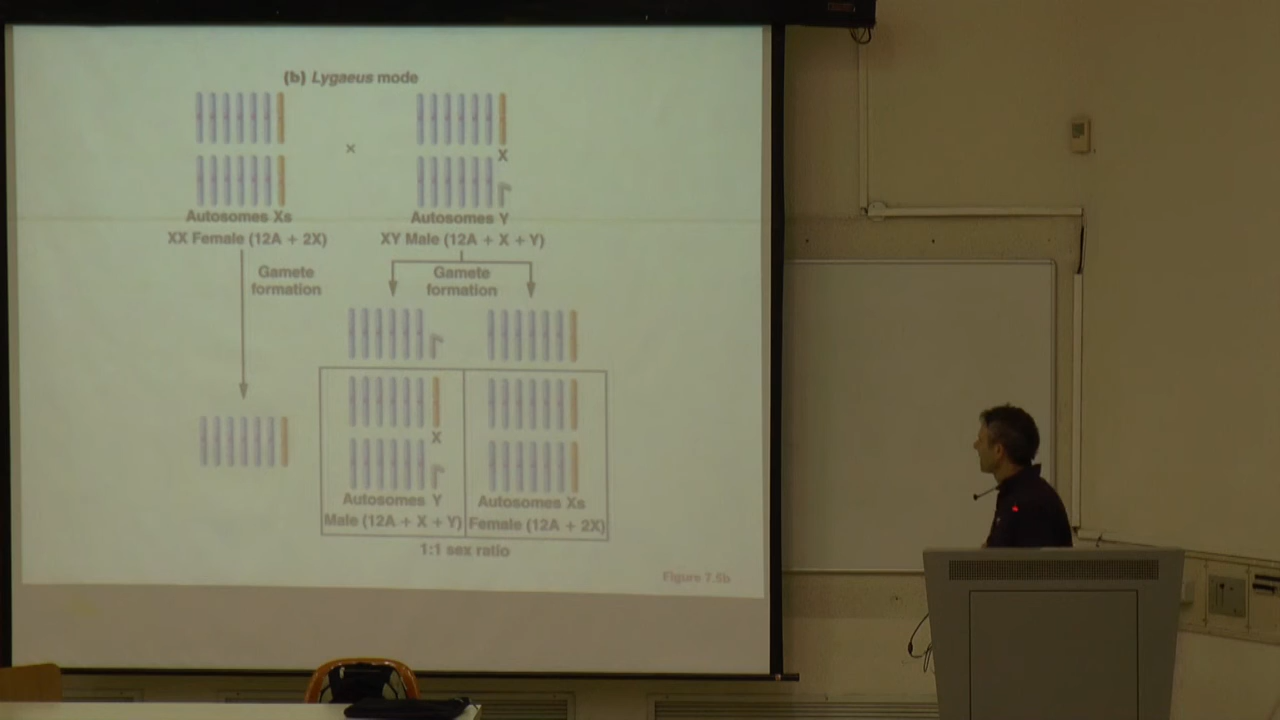 (b) Lygaeus mode
×
X
Autosomes Xs
Autosomes Y
XX Female (12A + 2X)
XY Male (12A + X + Y)
Gamete
formation
Gamete
formation
X
Autosomes Y
Autosomes Xs
Male (12A + X + Y)
Female (12A + 2X)
1:1 sex ratio
Figure 7.5b